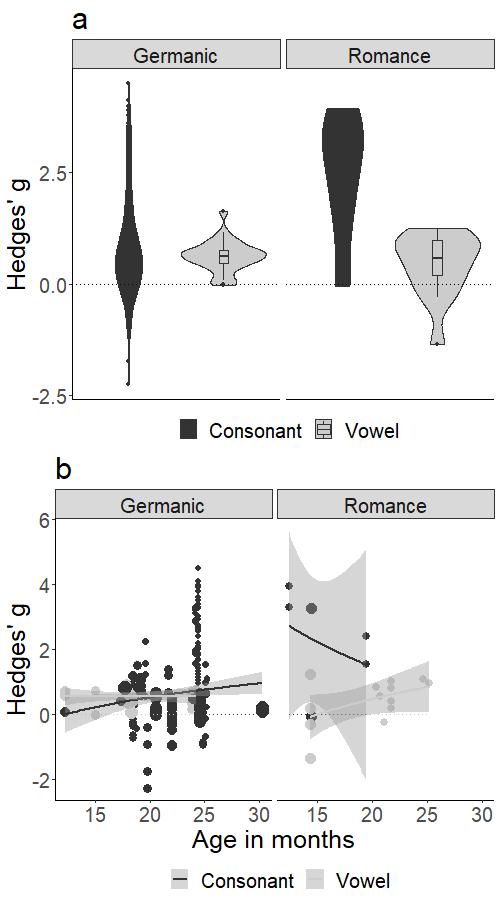 a
Germanic Romance
Hedges' g
2.5
0.0
-2.5
Consonant Vowel
b
Germanic Romance
Hedges' g
6
4
2
0
-2
15 20 25 30 15 20 25 30
Age in months
Consonant Vowel